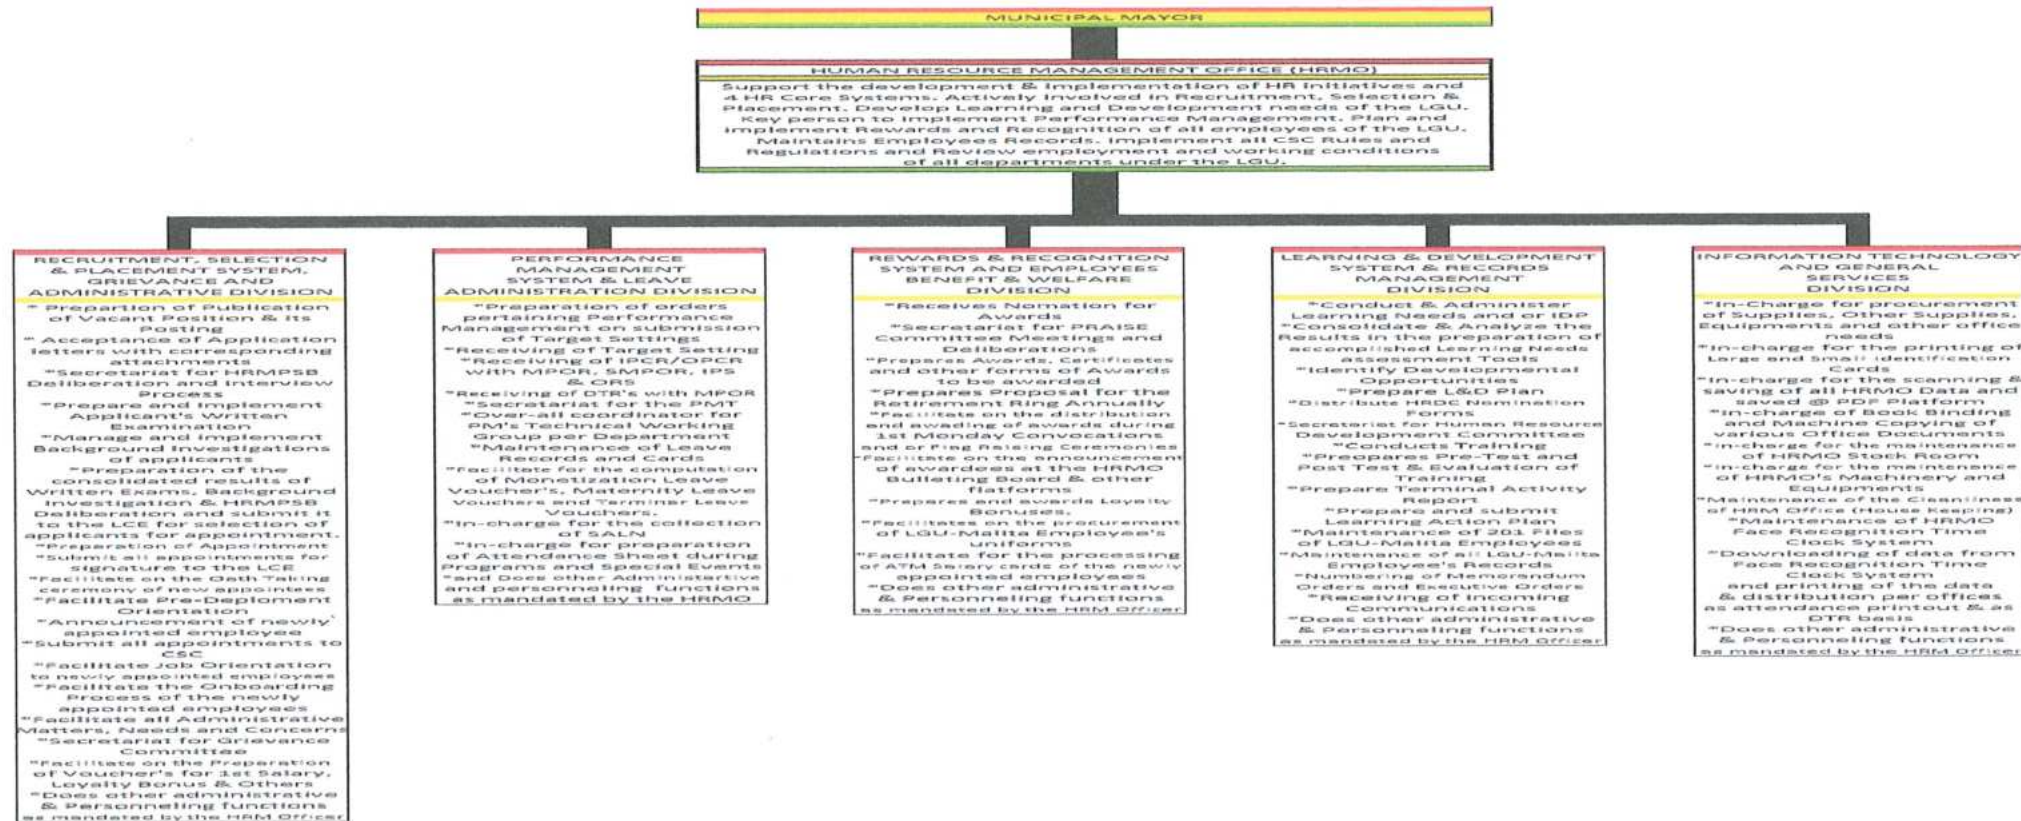 MUNICIPAL MAYOR
HUMAN RESOURCE MANAGEMENT OFFICE (HRMO)
Support the development & implementation of HR initiatives and
4 HR Core Systems. Actively involved in Recruitment, Selection &
Placement. Develop Learning and Development needs of the LGU.
Key person to implement Performance Management. Plan and
implement Rewards and Recognition of all employees of the LGU.
Maintains Employees Records. Implement all CSC Rules and
Regulations and Review employment and working conditions
of all departments under the LGU.
RECRUITMENT, SELECTION
& PLACEMENT SYSTEM,
GRIEVANCE AND
ADMINISTRATIVE DIVISION
* Prepartion of Publication
of Vacant Position & its
Posting
* Acceptance of Application
letters with corresponding
attachments
*Secretariat for HRMPSB
Deliberation and Interview
Process
*Prepare and Implement
Applicant's Written
Examination
*Manage and implement
Background Investigations
of applicants
*Preparation of the
consolidated results of
Written Exams, Background
Investigation & HRMPSB
Deliberation and submit it
to the LCE for selection of
applicants for appointment.
*Preparation of Appointment
*Submit all appointments for
signature to the LCE
*Facilitate on the Oath Taking
ceremony of new appointees
*Facilitate Pre-Deploment
Orientation
*Announcement of newly`
appointed employee
*Submit all appointments to
CSC
*Facilitate Job Orientation
to newly appointed employees
*Facilitate the Onboarding
Process of the newly
appointed employees
*Facilitate all Administrative
Matters, Needs and Concerns
*Secretariat for Grievance
Committee
*Facilitate on the Preparation
of Voucher's for 1st Salary,
Loyalty Bonus & Others
*Does other administrative
& Personneling functions
as mandated by the HRM Officer
PERFORMANCE
MANAGEMENT
SYSTEM & LEAVE
ADMINISTRATION DIVISION
*Preparation of orders
pertaining Performance
Management on submission
of Target Settings
*Receiving of Target Setting
*Receiving of IPCR/OPCR
with MPOR, SMPOR, IPS
& ORS
*Receiving of DTR's with MPOR
*Secretariat for the PMT
*Over-all coordinator for
PM's Technical Working
Group per Department
*Maintenance of Leave
Records and Cards
*Facilitate for the computation
of Monetization Leave
Voucher's, Maternity Leave
Vouchers and Terminar Leave
Vouchers.
*In-charge for the collection
of SALN
*In-charge for preparation
of Attendance Sheet during
Programs and Special Events
*and Does other Administartive
and personneling functions
as mandated by the HRMO
REWARDS & RECOGNITION
SYSTEM AND EMPLOYEES
BENEFIT & WELFARE
DIVISION
*Receives Nomation for
Awards
*Secretariat for PRAISE
Committee Meetings and
Deliberations
*Prepares Awards, Certificates
and other forms of Awards
to be awarded
*Prepares Proposal for the
Retirement Ring Annually
*Facilitate on the distribution
and awading of awards during
1st Monday Convocations
and or Flag Raising Ceremonies
*Facilitate on the announcement
of awardees at the HRMO
Bulleting Board & other
flatforms
*Prepares and awards Loyalty
Bonuses.
*Facilitates on the procurement
of LGU-Malita Employee's
uniforms
*Facilitate for the processing
of ATM Salary cards of the newly
appointed employees
*Does other administrative
& Personneling functions
as mandated by the HRM Officer
LEARNING & DEVELOPMENT
SYSTEM & RECORDS
MANAGEMENT
DIVISION
*Conduct & Administer
Learning Needs and or IDP
*Consolidate & Analyze the
Results in the preparation of
accomplished Learning Needs
assessment Tools
*Identify Developmental
Opportunities
*Prepare L&D Plan
*Distribute HRDC Nomination
Forms
*Secretariat for Human Resource
Development Committee
*Conducts Training
*Preopares Pre-Test and
Post Test & Evaluation of
Training
*Prepare Terminal Activity
Report
*Prepare and submit
Learning Action Plan
*Maintenance of 201 Files
of LGU-Malita Employees
*Maintenance of all LGU-Malita
Employee's Records
*Numbering of Memorandum
Orders and Executive Orders
*Receiving of Incoming
Communications
*Does other administrative
& Personneling functions
as mandated by the HRM Officer
INFORMATION TECHNOLOGY
AND GENERAL
SERVICES
DIVISION
*In-Charge for procurement
of Supplies, Other Supplies,
Equipments and other office
needs
*In-charge for the printing of
Large and Small identification
Cards
*In-charge for the scanning &
saving of all HRMO Data and
saved @ PDF Platform
*In-charge of Book Binding
and Machine Copying of
various Office Documents
*In-charge for the maintenance
of HRMO Stock Room
*In-charge for the maintenance
of HRMO's Machinery and
Equipments
*Maintenance of the Cleanliness
of HRM Office (House Keeping)
*Maintenance of HRMO
Face Recognition Time
Clock System
*Downloading of data from
Face Recognition Time
Clock System
and printing of the data
& distribution per offices
as attendance printout & as
DTR basis
*Does other administrative
& Personneling functions
as mandated by the HRM Officer